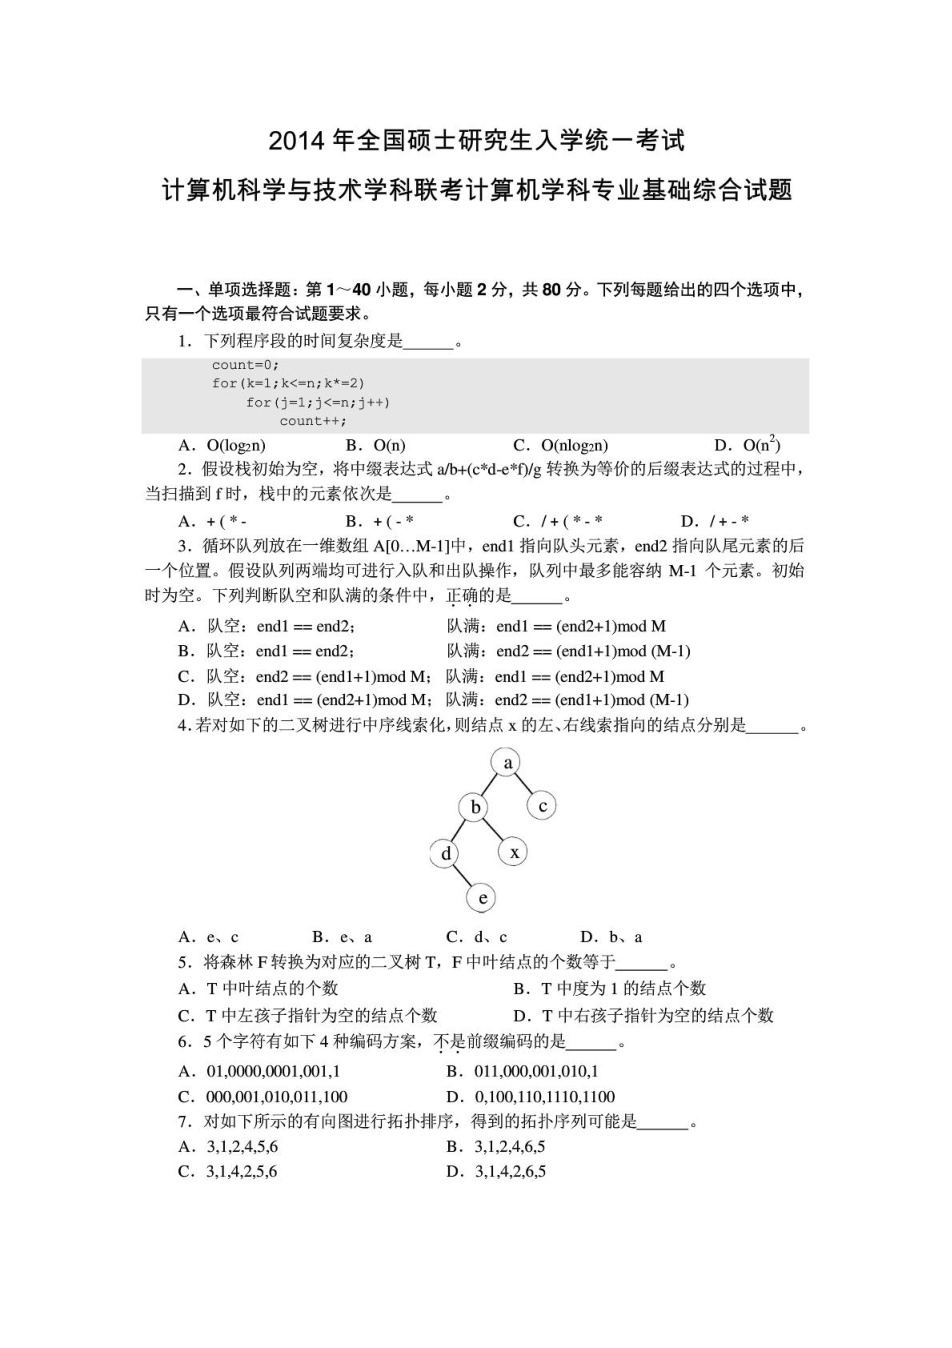 2014 年全国硕士研究生入学统一考试
计算机科学与技术学科联考计算机学科专业基础综合试题
一、单项选择题：第 1～40 小题，每小题 2 分，共 80 分。下列每题给出的四个选项中，
只有一个选项最符合试题要求。
1．下列程序段的时间复杂度是______。
count=0;
for(k=1;k<=n;k*=2)
for(j=1;j<=n;j++)
count++;
A．O(log₂n) B．O(n) C．O(nlog₂n) D．O(n²)
2．假设栈初始为空，将中缀表达式 a/b+(c*d-e*f)/g 转换为等价的后缀表达式的过程中，
当扫描到 f 时，栈中的元素依次是______。
A．+ ( * - B．+ ( - * C．/ + ( * - * D．/ + - *
3．循环队列放在一维数组 A[0…M-1]中，end1 指向队头元素，end2 指向队尾元素的后
一个位置。假设队列两端均可进行入队和出队操作，队列中最多能容纳 M-1 个元素。初始
时为空。下列判断队空和队满的条件中，正确的是______。
A．队空：end1 == end2； 队满：end1 == (end2+1)mod M
B．队空：end1 == end2； 队满：end2 == (end1+1)mod (M-1)
C．队空：end2 == (end1+1)mod M； 队满：end1 == (end2+1)mod M
D．队空：end1 == (end2+1)mod M； 队满：end2 == (end1+1)mod (M-1)
4．若对如下的二叉树进行中序线索化，则结点 x 的左、右线索指向的结点分别是______。
a
b c
d x
e
A．e、c B．e、a C．d、c D．b、a
5．将森林 F 转换为对应的二叉树 T，F 中叶结点的个数等于______。
A．T 中叶结点的个数 B．T 中度为 1 的结点个数
C．T 中左孩子指针为空的结点个数 D．T 中右孩子指针为空的结点个数
6．5 个字符有如下 4 种编码方案，不是前缀编码的是______。
A．01,0000,0001,001,1 B．011,000,001,010,1
C．000,001,010,011,100 D．0,100,110,1110,1100
7．对如下所示的有向图进行拓扑排序，得到的拓扑序列可能是______。
A．3,1,2,4,5,6 B．3,1,2,4,6,5
C．3,1,4,2,5,6 D．3,1,4,2,6,5